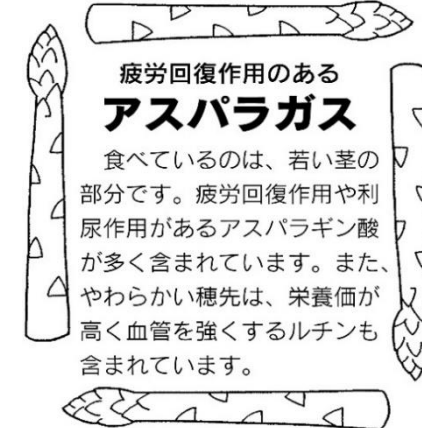 疲労回復作用のある
アスパラガス
　食べているのは、若い茎の
部分です。疲労回復作用や利
尿作用があるアスパラギン酸
が多く含まれています。また、
やわらかい穂先は、栄養価が
高く血管を強くするルチンも
含まれています。